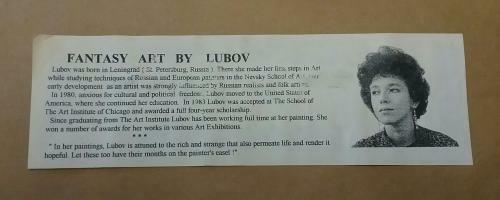 FANTASY ART BY LUBOV
Lubov was born in Leningrad ( St. Petersburg, Russia ). There she made her first steps in Art
while studying techniques of Russian and European painters in the Nevsky School of Art. Her
early development as an artist was strongly influenced by Russian realists and folk artists.
In 1980, anxious for cultural and political freedom, Lubov moved to the United States of
America, where she continued her education. In 1983 Lubov was accepted at The School of
The Art Institute of Chicago and awarded a full four-year scholarship.
Since graduating from The Art Institute Lubov has been working full time at her painting. She
won a number of awards for her works in various Art Exhibitions.
* * *
" In her paintings, Lubov is attuned to the rich and strange that also permeate life and render it
hopeful. Let these too have their months on the painter's easel !".